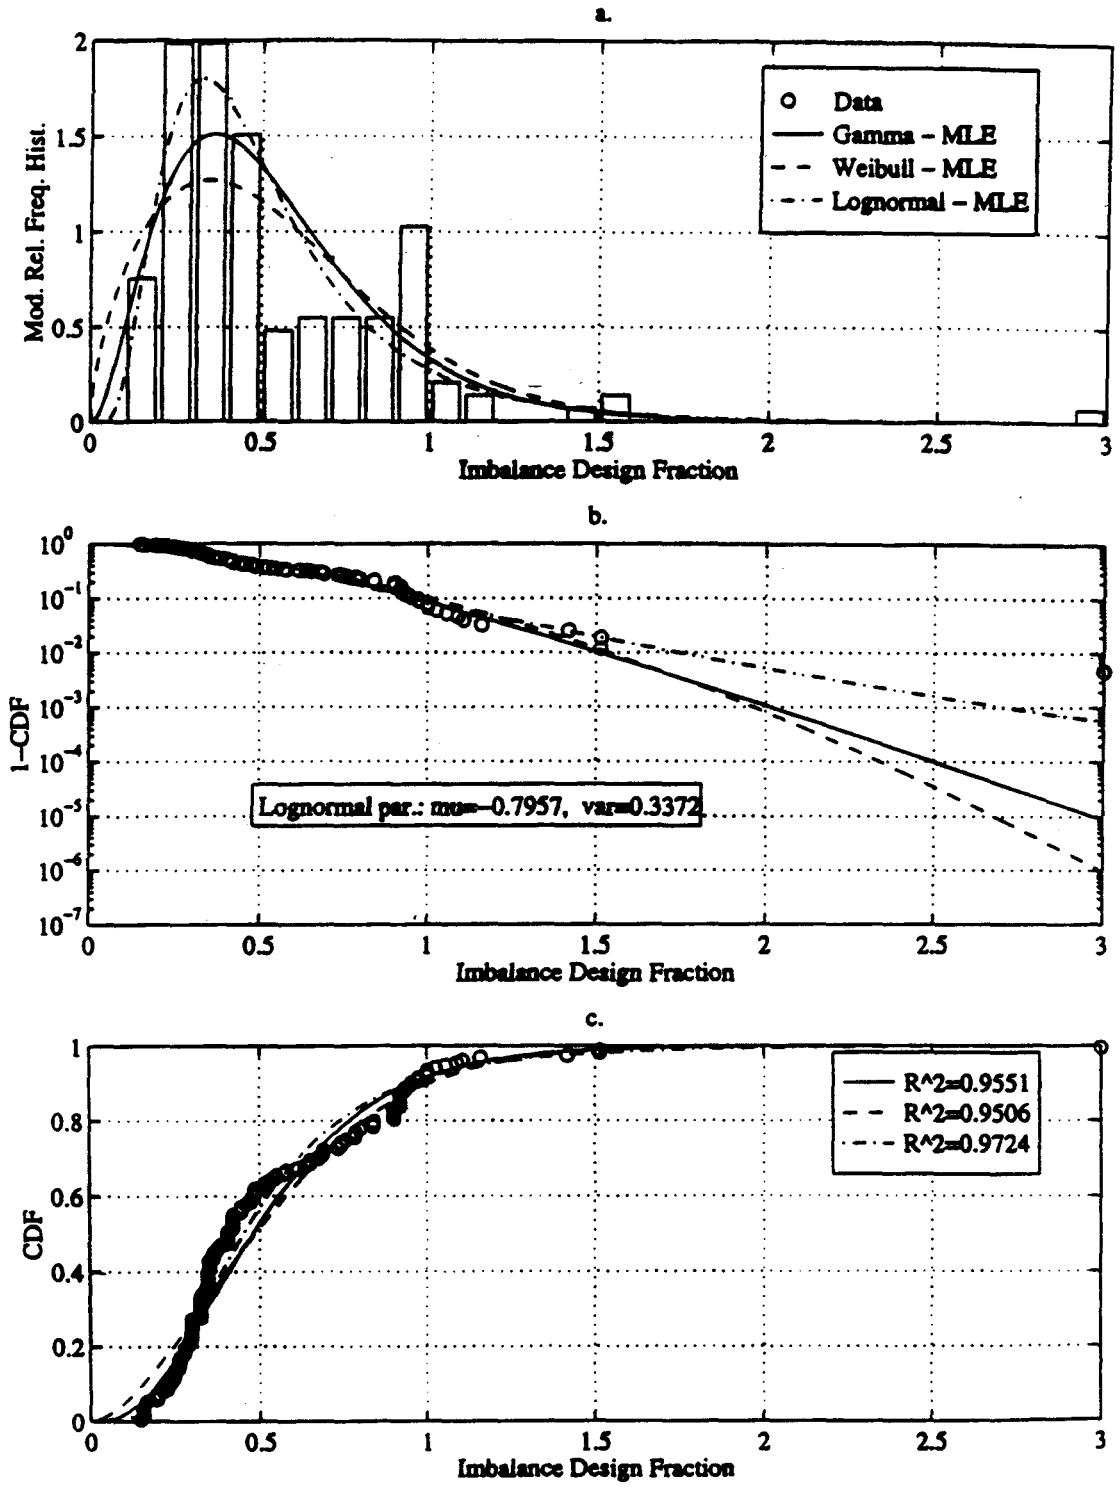 a.
2
1.5
1
0.5
0
Mod. Rel. Freq. Hist.
Data
Gamma – MLE
Weibull – MLE
Lognormal – MLE
0 0.5 1 1.5 2 2.5 3
Imbalance Design Fraction
b.
10^0
10^-1
10^-2
10^-3
10^-4
10^-5
10^-6
10^-7
1–CDF
Lognormal par.: mu=–0.7957, var=0.3372
0 0.5 1 1.5 2 2.5 3
Imbalance Design Fraction
c.
1
0.8
0.6
0.4
0.2
0
CDF
R^2=0.9551
R^2=0.9506
R^2=0.9724
0 0.5 1 1.5 2 2.5 3
Imbalance Design Fraction